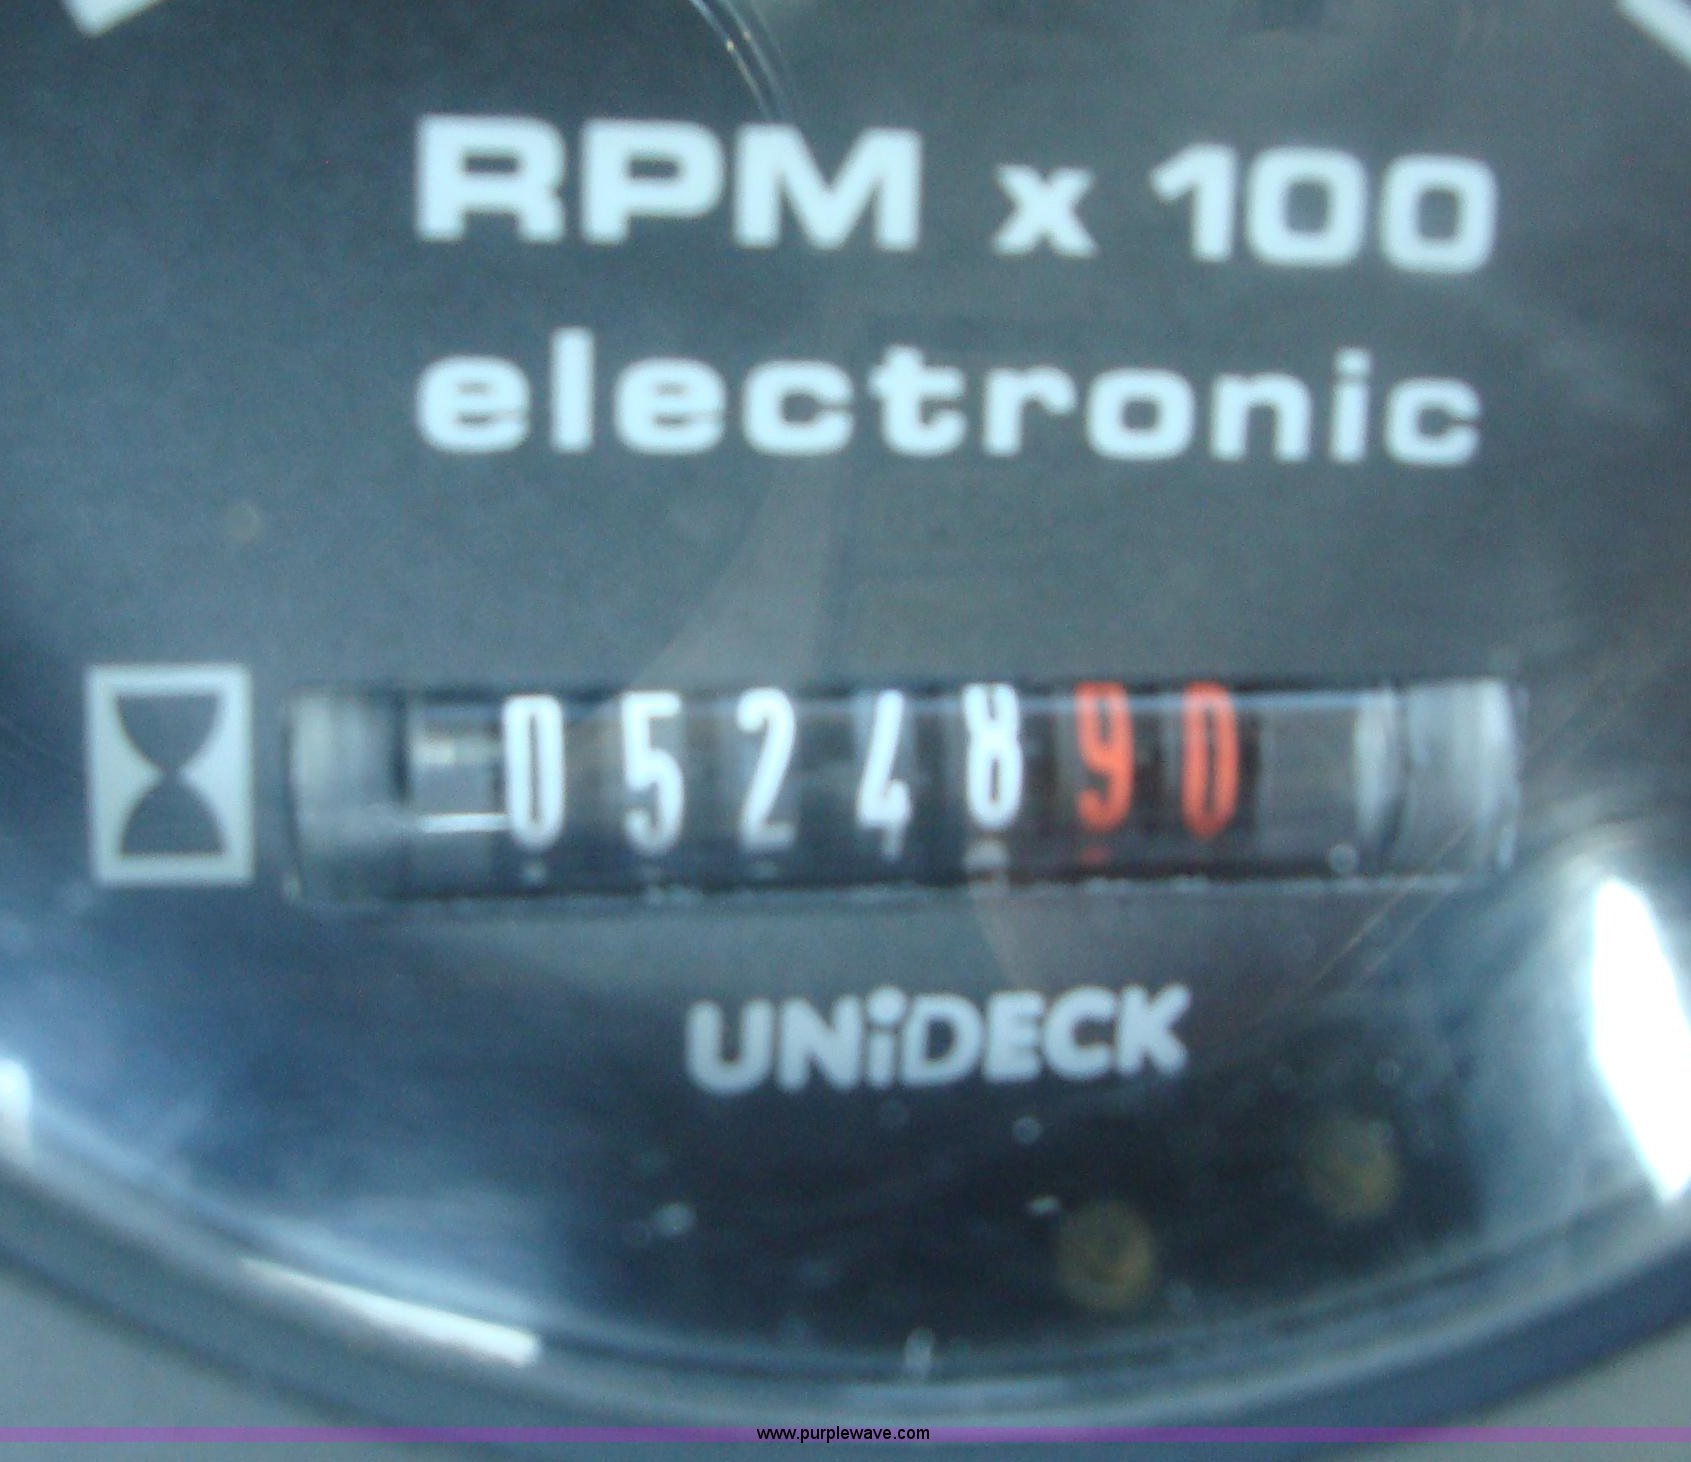 RPM x 100
electronic
0524890
UNiDECK
www.purplewave.com